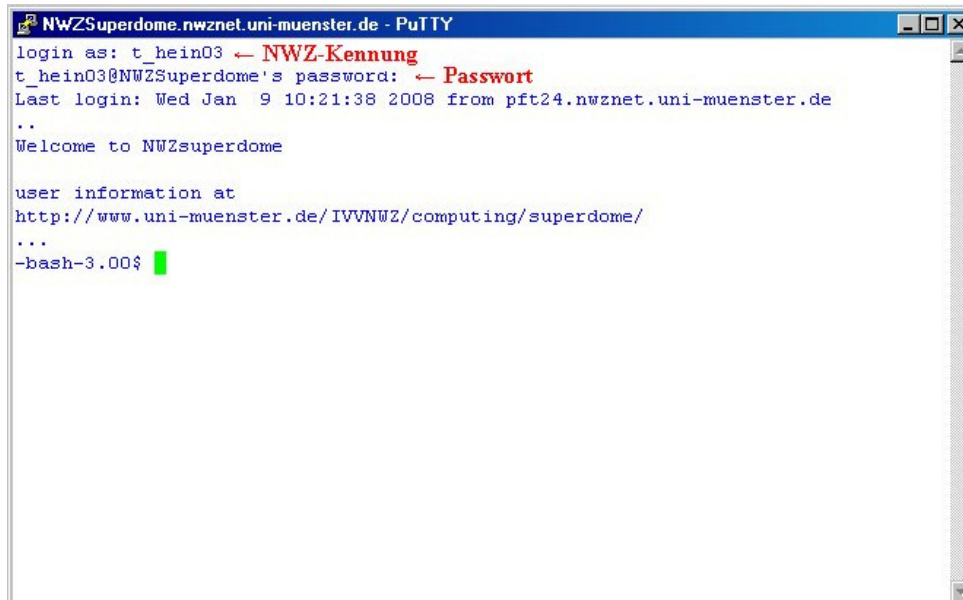 NWZSuperdome.nwznet.uni-muenster.de - PuTTY
login as: t_hein03 ← NWZ-Kennung
t_hein03@NWZSuperdome's password: ← Passwort
Last login: Wed Jan  9 10:21:38 2008 from pft24.nwznet.uni-muenster.de
..
Welcome to NWZsuperdome
user information at
http://www.uni-muenster.de/IVVNWZ/computing/superdome/
...
-bash-3.00$